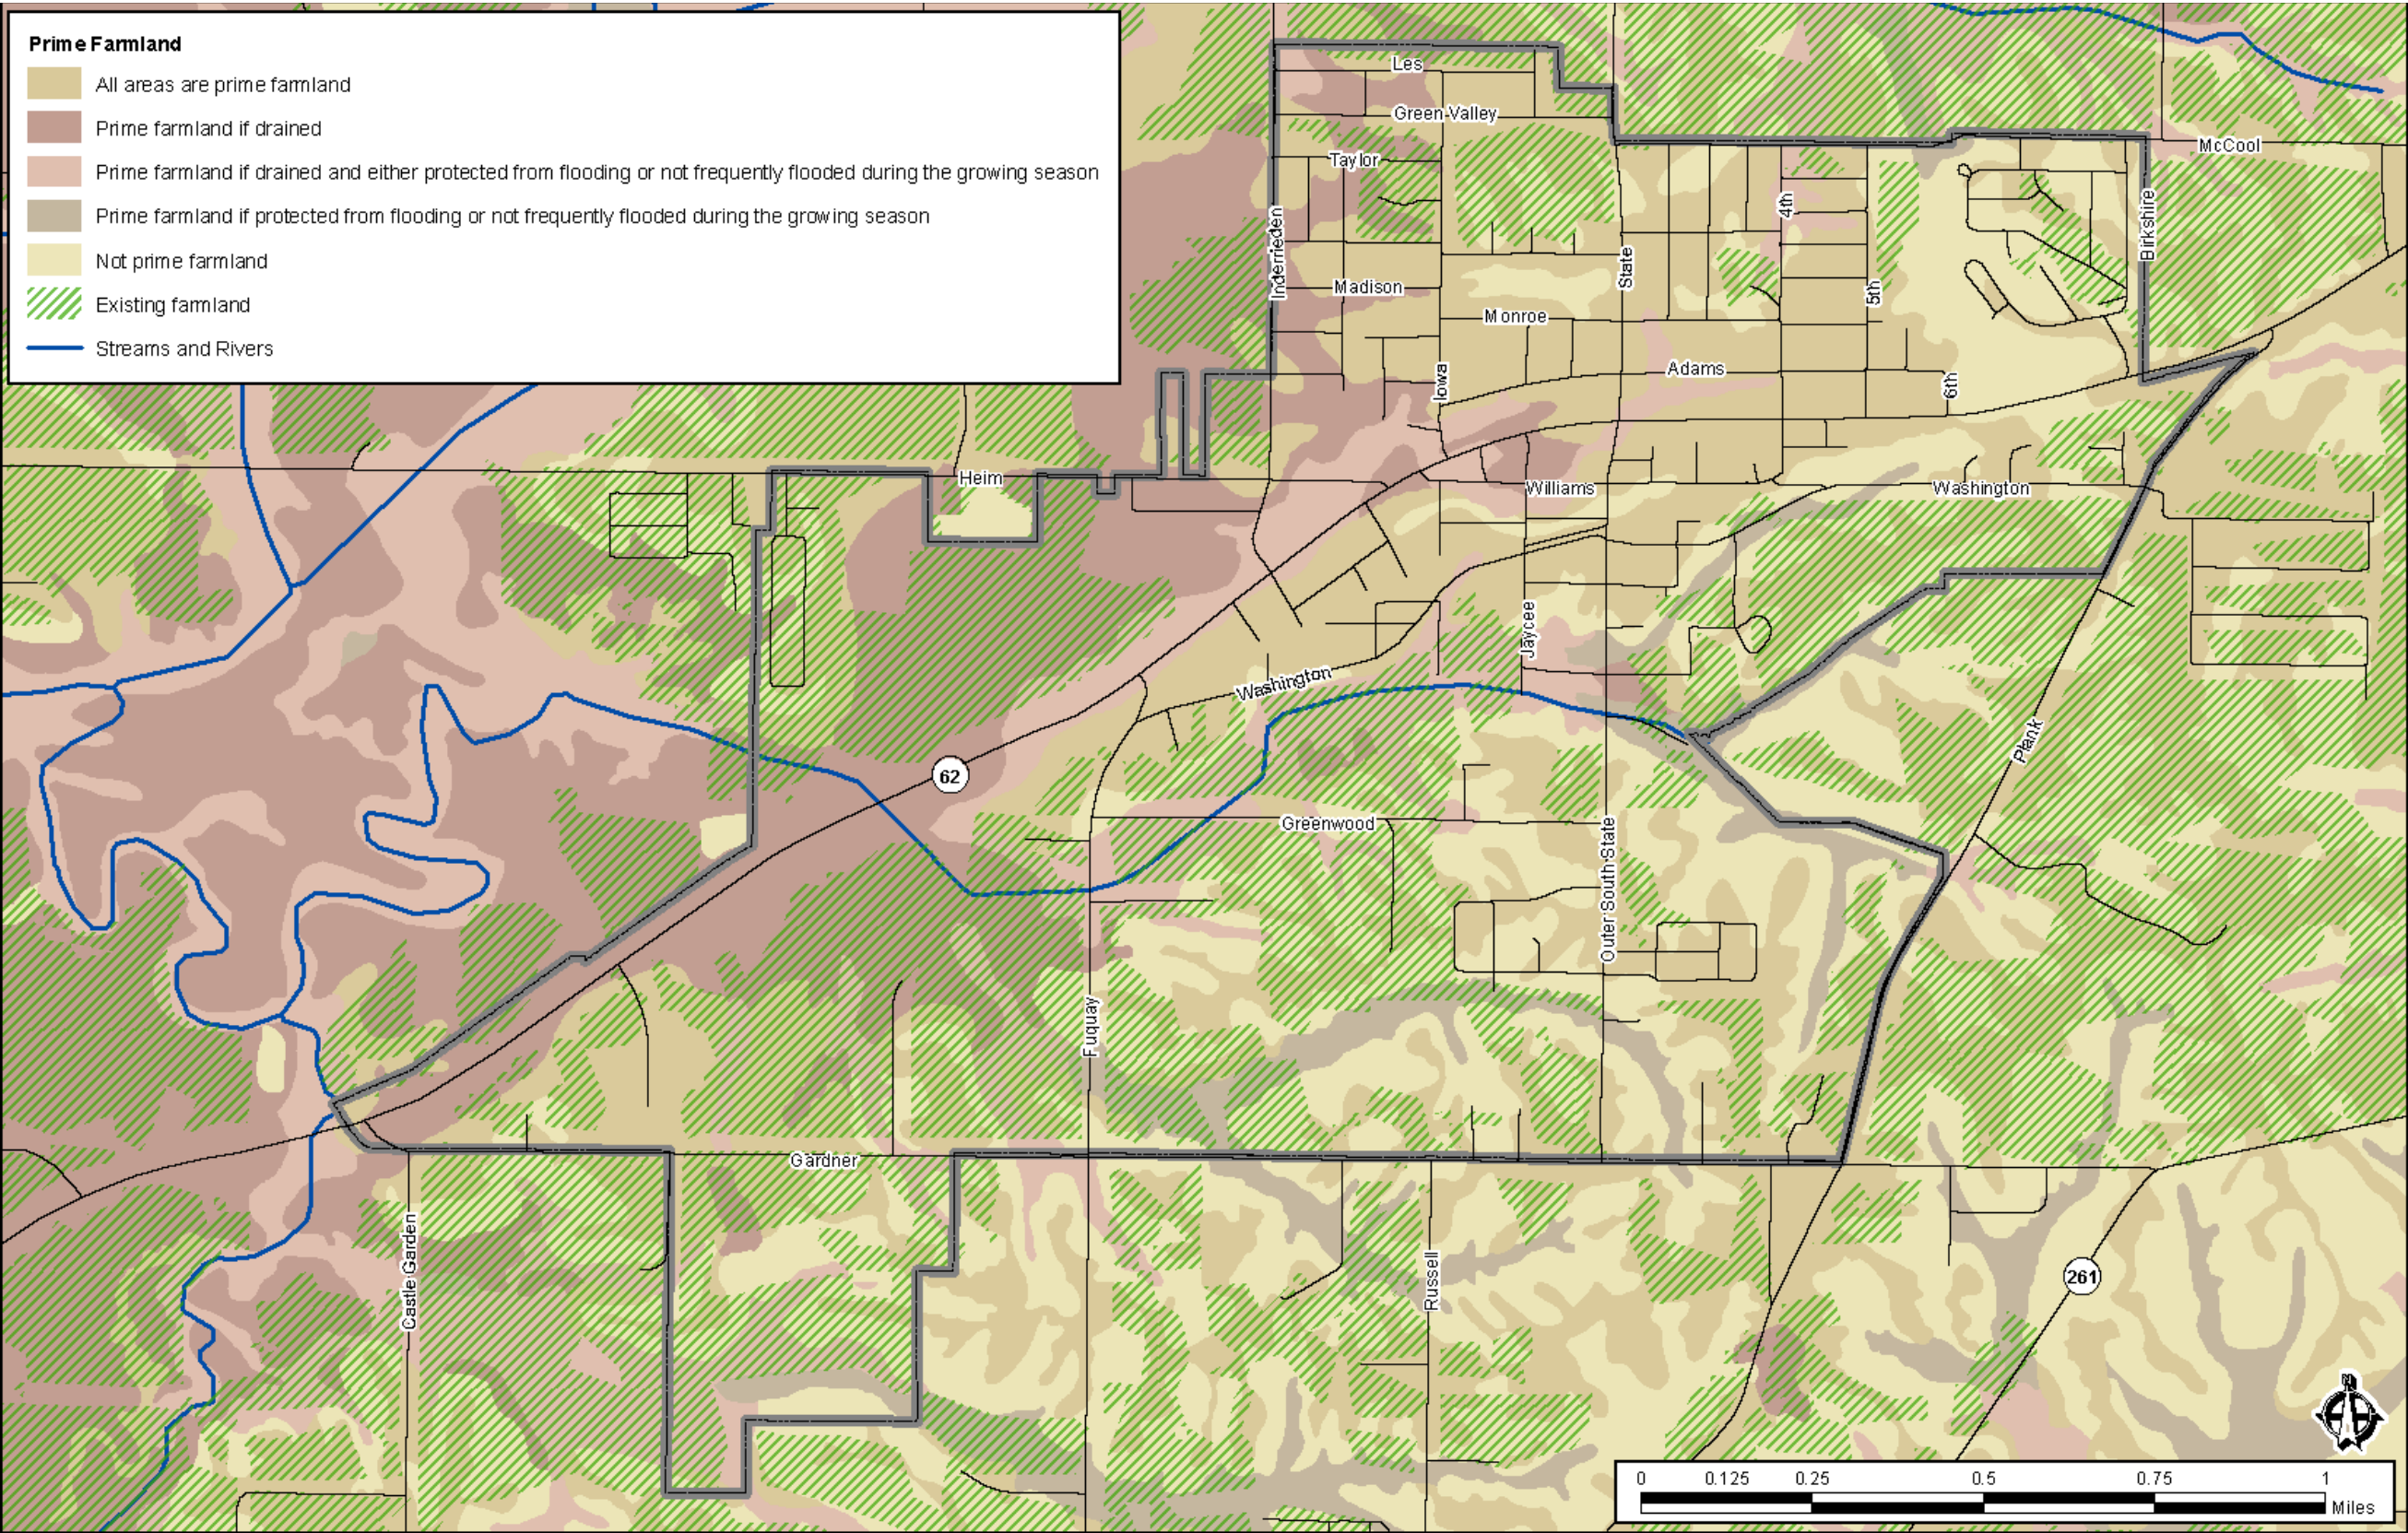 Prime Farmland
All areas are prime farmland
Prime farmland if drained
Prime farmland if drained and either protected from flooding or not frequently flooded during the growing season
Prime farmland if protected from flooding or not frequently flooded during the growing season
Not prime farmland
Existing farmland
Streams and Rivers
Les
Green Valley
McCool
Taylor
4th
Birkshire
Inderrieden
State
Madison
5th
Monroe
Adams
Iowa
6th
Heim
Williams
Washington
Jaycee
Washington
Plank
62
Greenwood
Outer South State
Fuquay
Gardner
Castle Garden
Russell
261
N
0 0.125 0.25 0.5 0.75 1
Miles